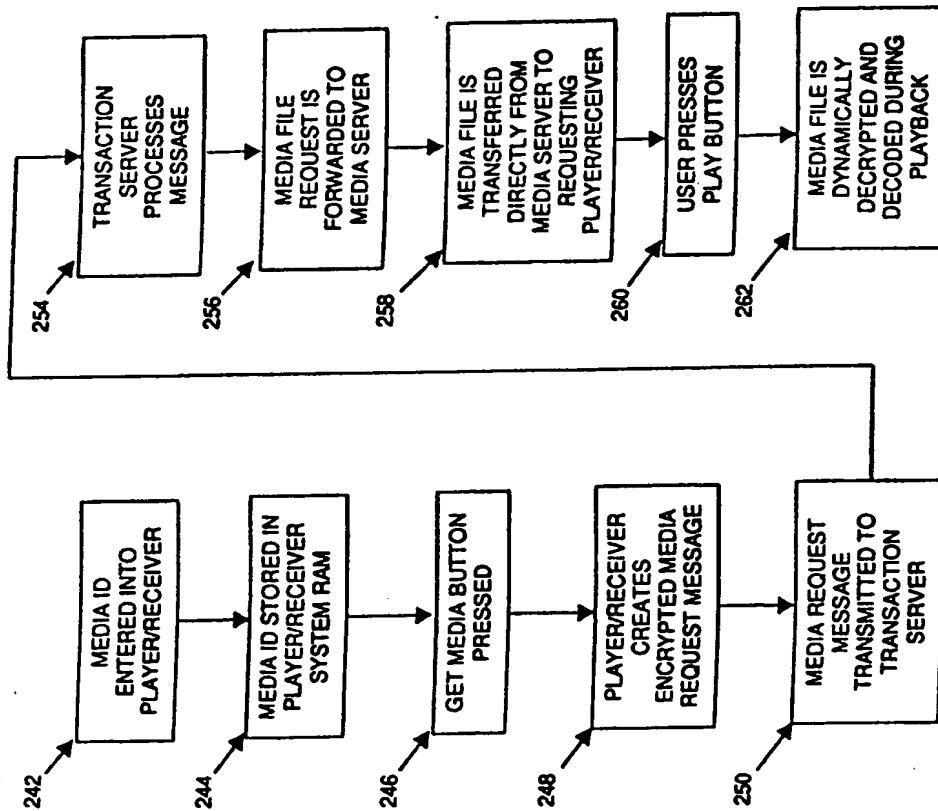 242
MEDIA ID
ENTERED INTO
PLAYER/RECEIVER
244
MEDIA ID STORED IN
PLAYER/RECEIVER
SYSTEM RAM
246
GET MEDIA BUTTON
PRESSED
248
PLAYER/RECEIVER
CREATES
ENCRYPTED MEDIA
REQUEST MESSAGE
250
MEDIA REQUEST
MESSAGE
TRANSMITTED TO
TRANSACTION
SERVER
254
TRANSACTION
SERVER
PROCESSES
MESSAGE
256
MEDIA FILE
REQUEST IS
FORWARDED TO
MEDIA SERVER
258
MEDIA FILE IS
TRANSFERRED
DIRECTLY FROM
MEDIA SERVER TO
REQUESTING
PLAYER/RECEIVER
260
USER PRESSES
PLAY BUTTON
262
MEDIA FILE IS
DYNAMICALLY
DECRYPTED AND
DECODED DURING
PLAYBACK